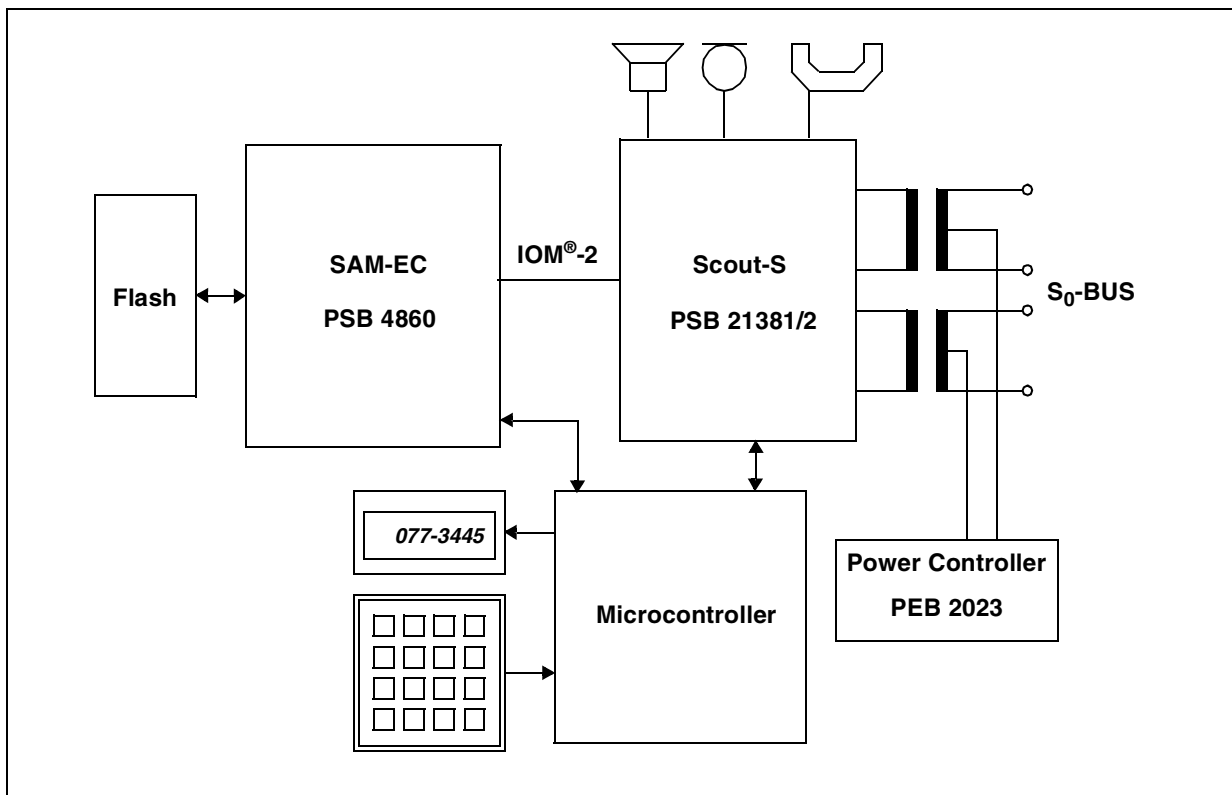 Flash
SAM-EC
PSB 4860
IOM®-2
Scout-S
PSB 21381/2
S0-BUS
077-3445
Microcontroller
Power Controller
PEB 2023